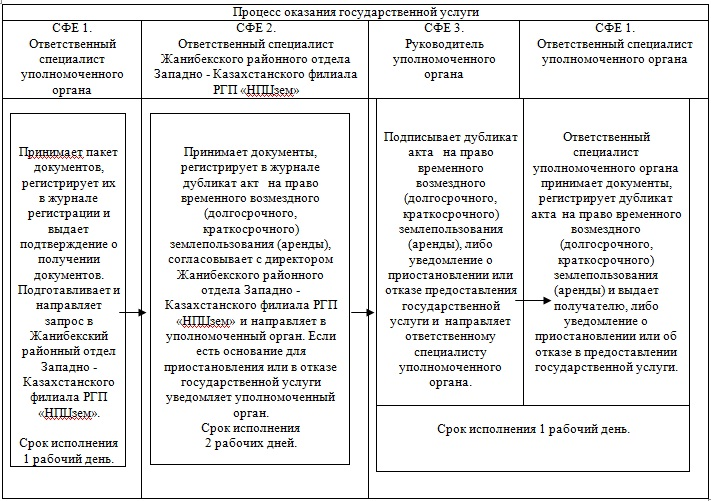 Процесс оказания государственной услуги
СФЕ 1.
Ответственный
специалист
уполномоченного
органа
СФЕ 2.
Ответственный специалист
Жанибекского районного отдела
Западно - Казахстанского филиала
РГП «НПЦзем»
СФЕ 3.
Руководитель
уполномоченного
органа
СФЕ 1.
Ответственный специалист
уполномоченного органа
Принимает пакет
документов,
регистрирует их
в журнале
регистрации и
выдает
подтверждение о
получении
документов.
Подготавливает и
направляет
запрос в
Жанибекский
районный отдел
Западно -
Казахстанского
филиала РГП
«НПЦзем».
Срок исполнения
1 рабочий день.
Принимает документы,
регистрирует в журнале
дубликат акт на право
временного возмездного
(долгосрочного,
краткосрочного)
землепользования (аренды),
согласовывает с директором
Жанибекского районного
отдела Западно -
Казахстанского филиала РГП
«НПЦзем» и направляет в
уполномоченный орган. Если
есть основание для
приостановления или в отказе
государственной услуги
уведомляет уполномоченный
орган.
Срок исполнения
2 рабочих дней.
Подписывает дубликат
акта на право
временного
возмездного
(долгосрочного,
краткосрочного)
землепользования
(аренды), либо
уведомление о
приостановлении или
отказе предоставления
государственной
услуги и направляет
ответственному
специалисту
уполномоченного
органа.
Ответственный
специалист
уполномоченного органа
принимает документы,
регистрирует дубликат
акта на право временного
возмездного
(долгосрочного,
краткосрочного)
землепользования
(аренды) и выдает
получателю, либо
уведомление о
приостановлении или об
отказе в предоставлении
государственной услуги.
Срок исполнения 1 рабочий день.